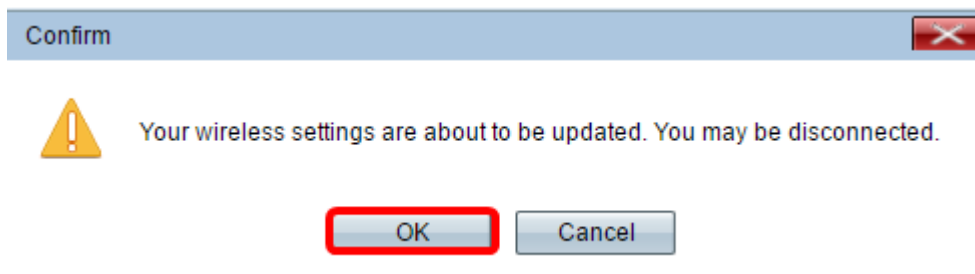 Confirm
Your wireless settings are about to be updated. You may be disconnected.
OK Cancel